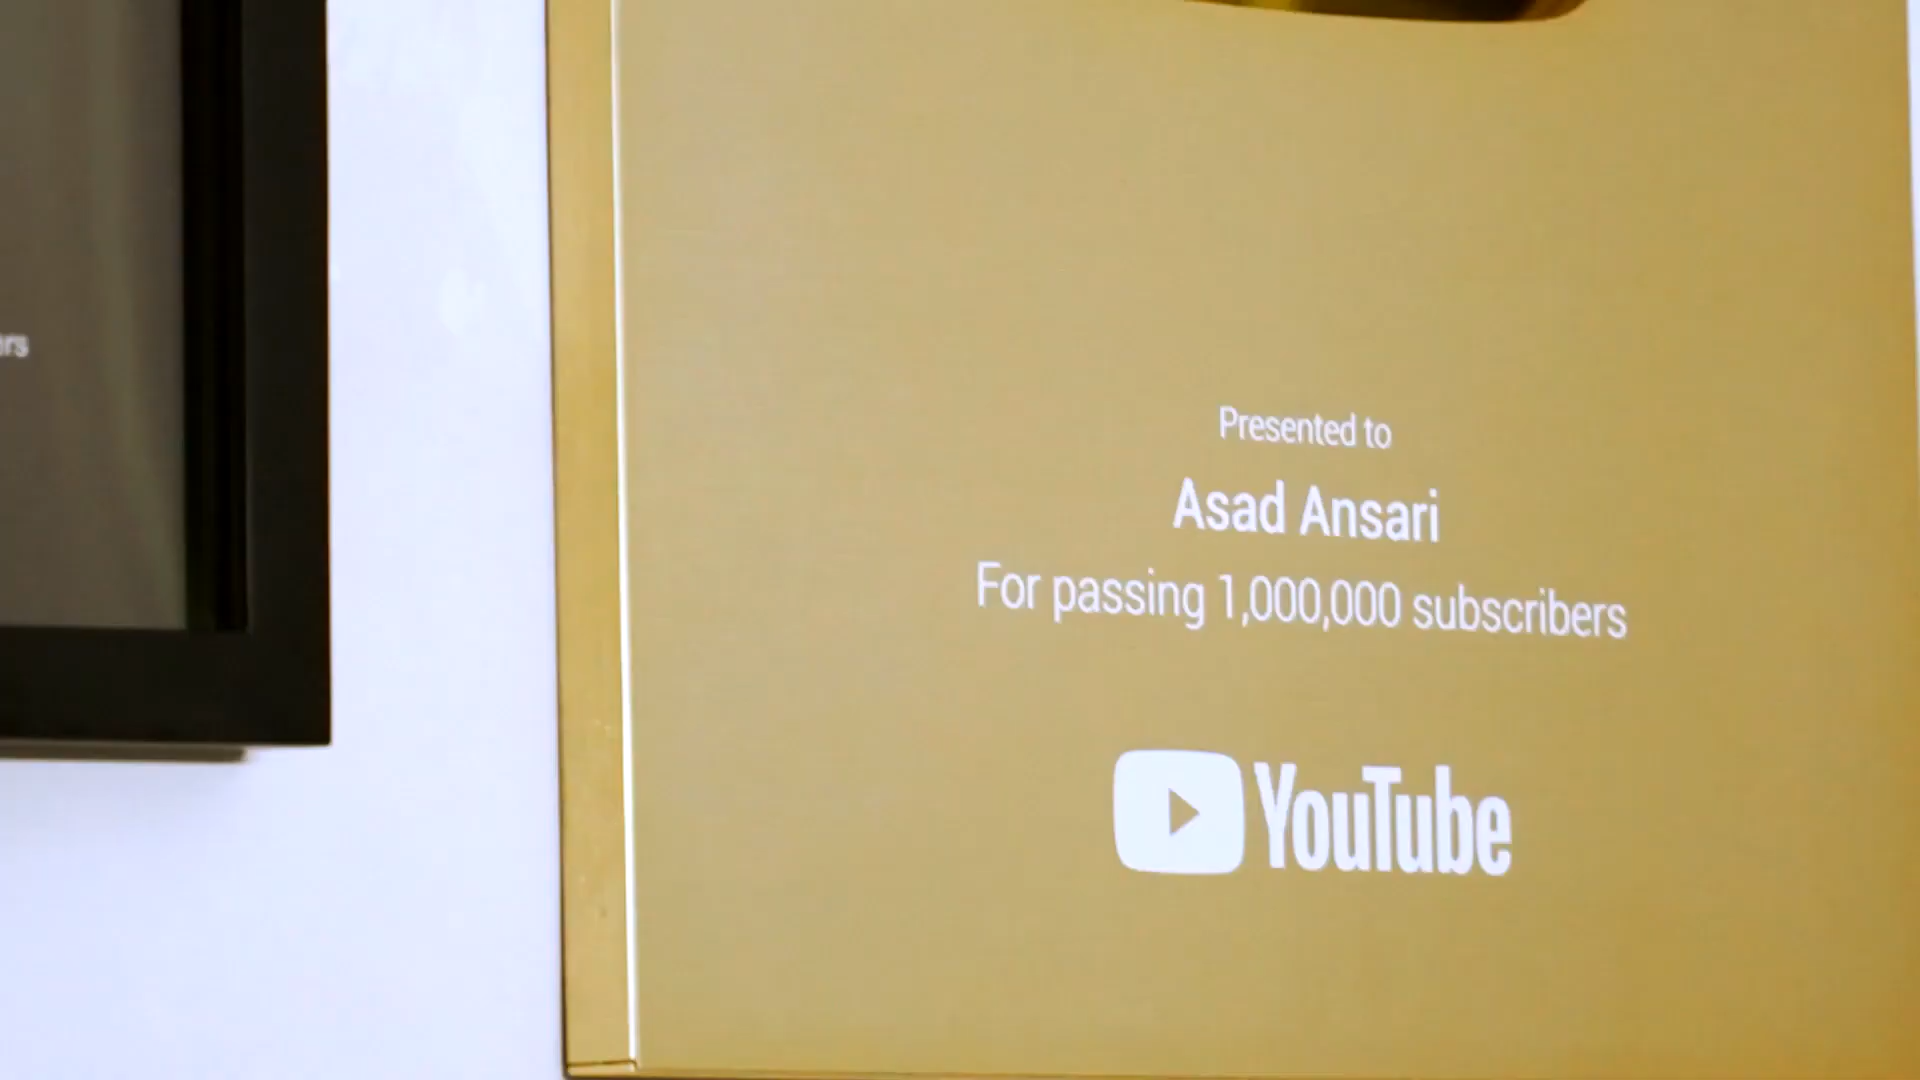 Presented to
Asad Ansari
For passing 1,000,000 subscribers
YouTube